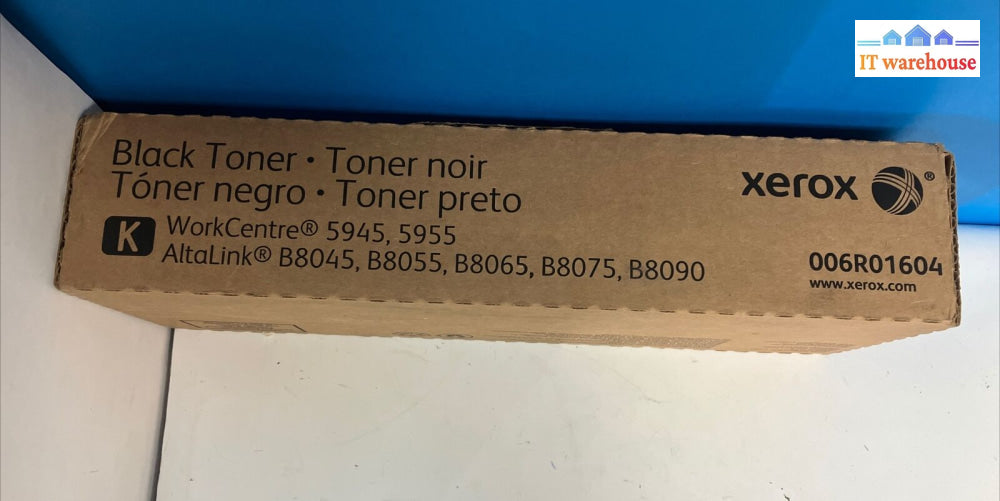 IT warehouse
Black Toner • Toner noir
Tóner negro • Toner preto
K
WorkCentre® 5945, 5955
AltaLink® B8045, B8055, B8065, B8075, B8090
xerox ®
006R01604
www.xerox.com